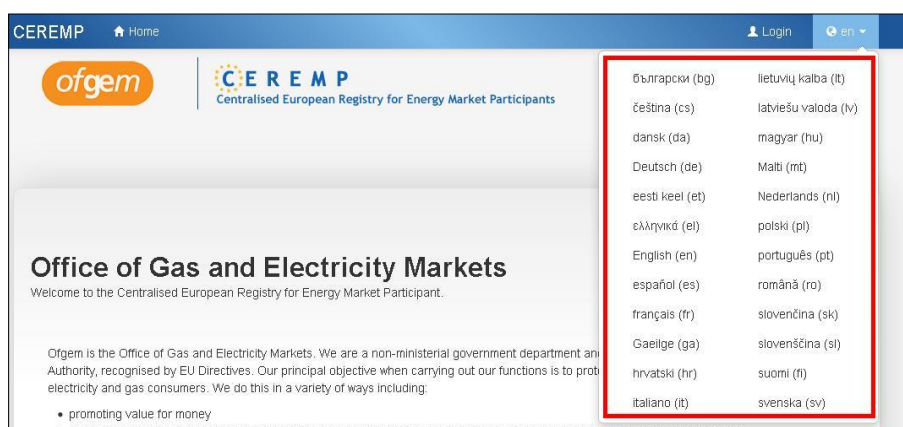 CEREMP
Home
Login
en
ofgem
CEREMP
Centralised European Registry for Energy Market Participants
български (bg)
čeština (cs)
dansk (da)
Deutsch (de)
eesti keel (et)
ελληνικά (el)
English (en)
español (es)
français (fr)
Gaeilge (ga)
hrvatski (hr)
italiano (it)
lietuvių kalba (lt)
latviešu valoda (lv)
magyar (hu)
Malti (mt)
Nederlands (nl)
polski (pl)
português (pt)
română (ro)
slovenčina (sk)
slovenščina (sl)
suomi (fi)
svenska (sv)
Office of Gas and Electricity Markets
Welcome to the Centralised European Registry for Energy Market Participant.
Ofgem is the Office of Gas and Electricity Markets. We are a non-ministerial government department an
Authority, recognised by EU Directives. Our principal objective when carrying out our functions is to prot
electricity and gas consumers. We do this in a variety of ways including:
• promoting value for money